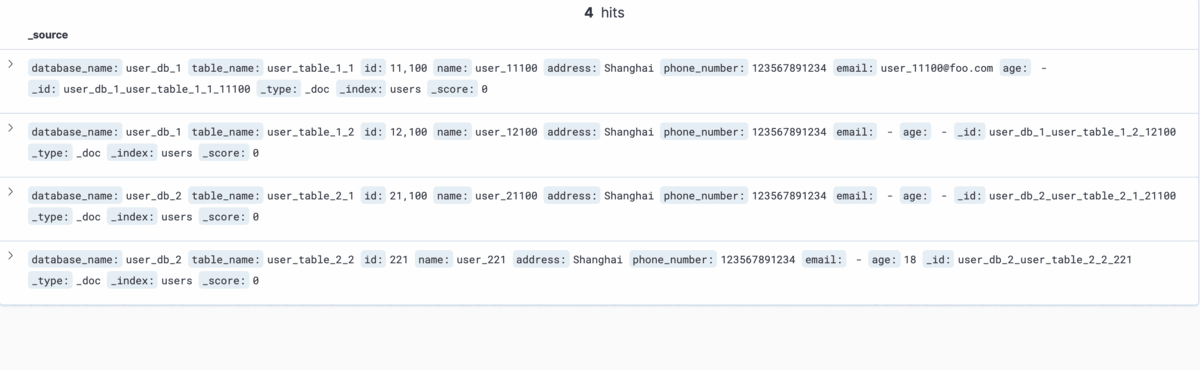 4 hits
_source
database_name: user_db_1 table_name: user_table_1_1 id: 11,100 name: user_11100 address: Shanghai phone_number: 123567891234 email: user_11100@foo.com age: -
_id: user_db_1_user_table_1_1_11100 _type: _doc _index: users _score: 0
database_name: user_db_1 table_name: user_table_1_2 id: 12,100 name: user_12100 address: Shanghai phone_number: 123567891234 email: - age: - _id: user_db_1_user_table_1_2_12100
_type: _doc _index: users _score: 0
database_name: user_db_2 table_name: user_table_2_1 id: 21,100 name: user_21100 address: Shanghai phone_number: 123567891234 email: - age: - _id: user_db_2_user_table_2_1_21100
_type: _doc _index: users _score: 0
database_name: user_db_2 table_name: user_table_2_2 id: 221 name: user_221 address: Shanghai phone_number: 123567891234 email: - age: 18 _id: user_db_2_user_table_2_2_221
_type: _doc _index: users _score: 0